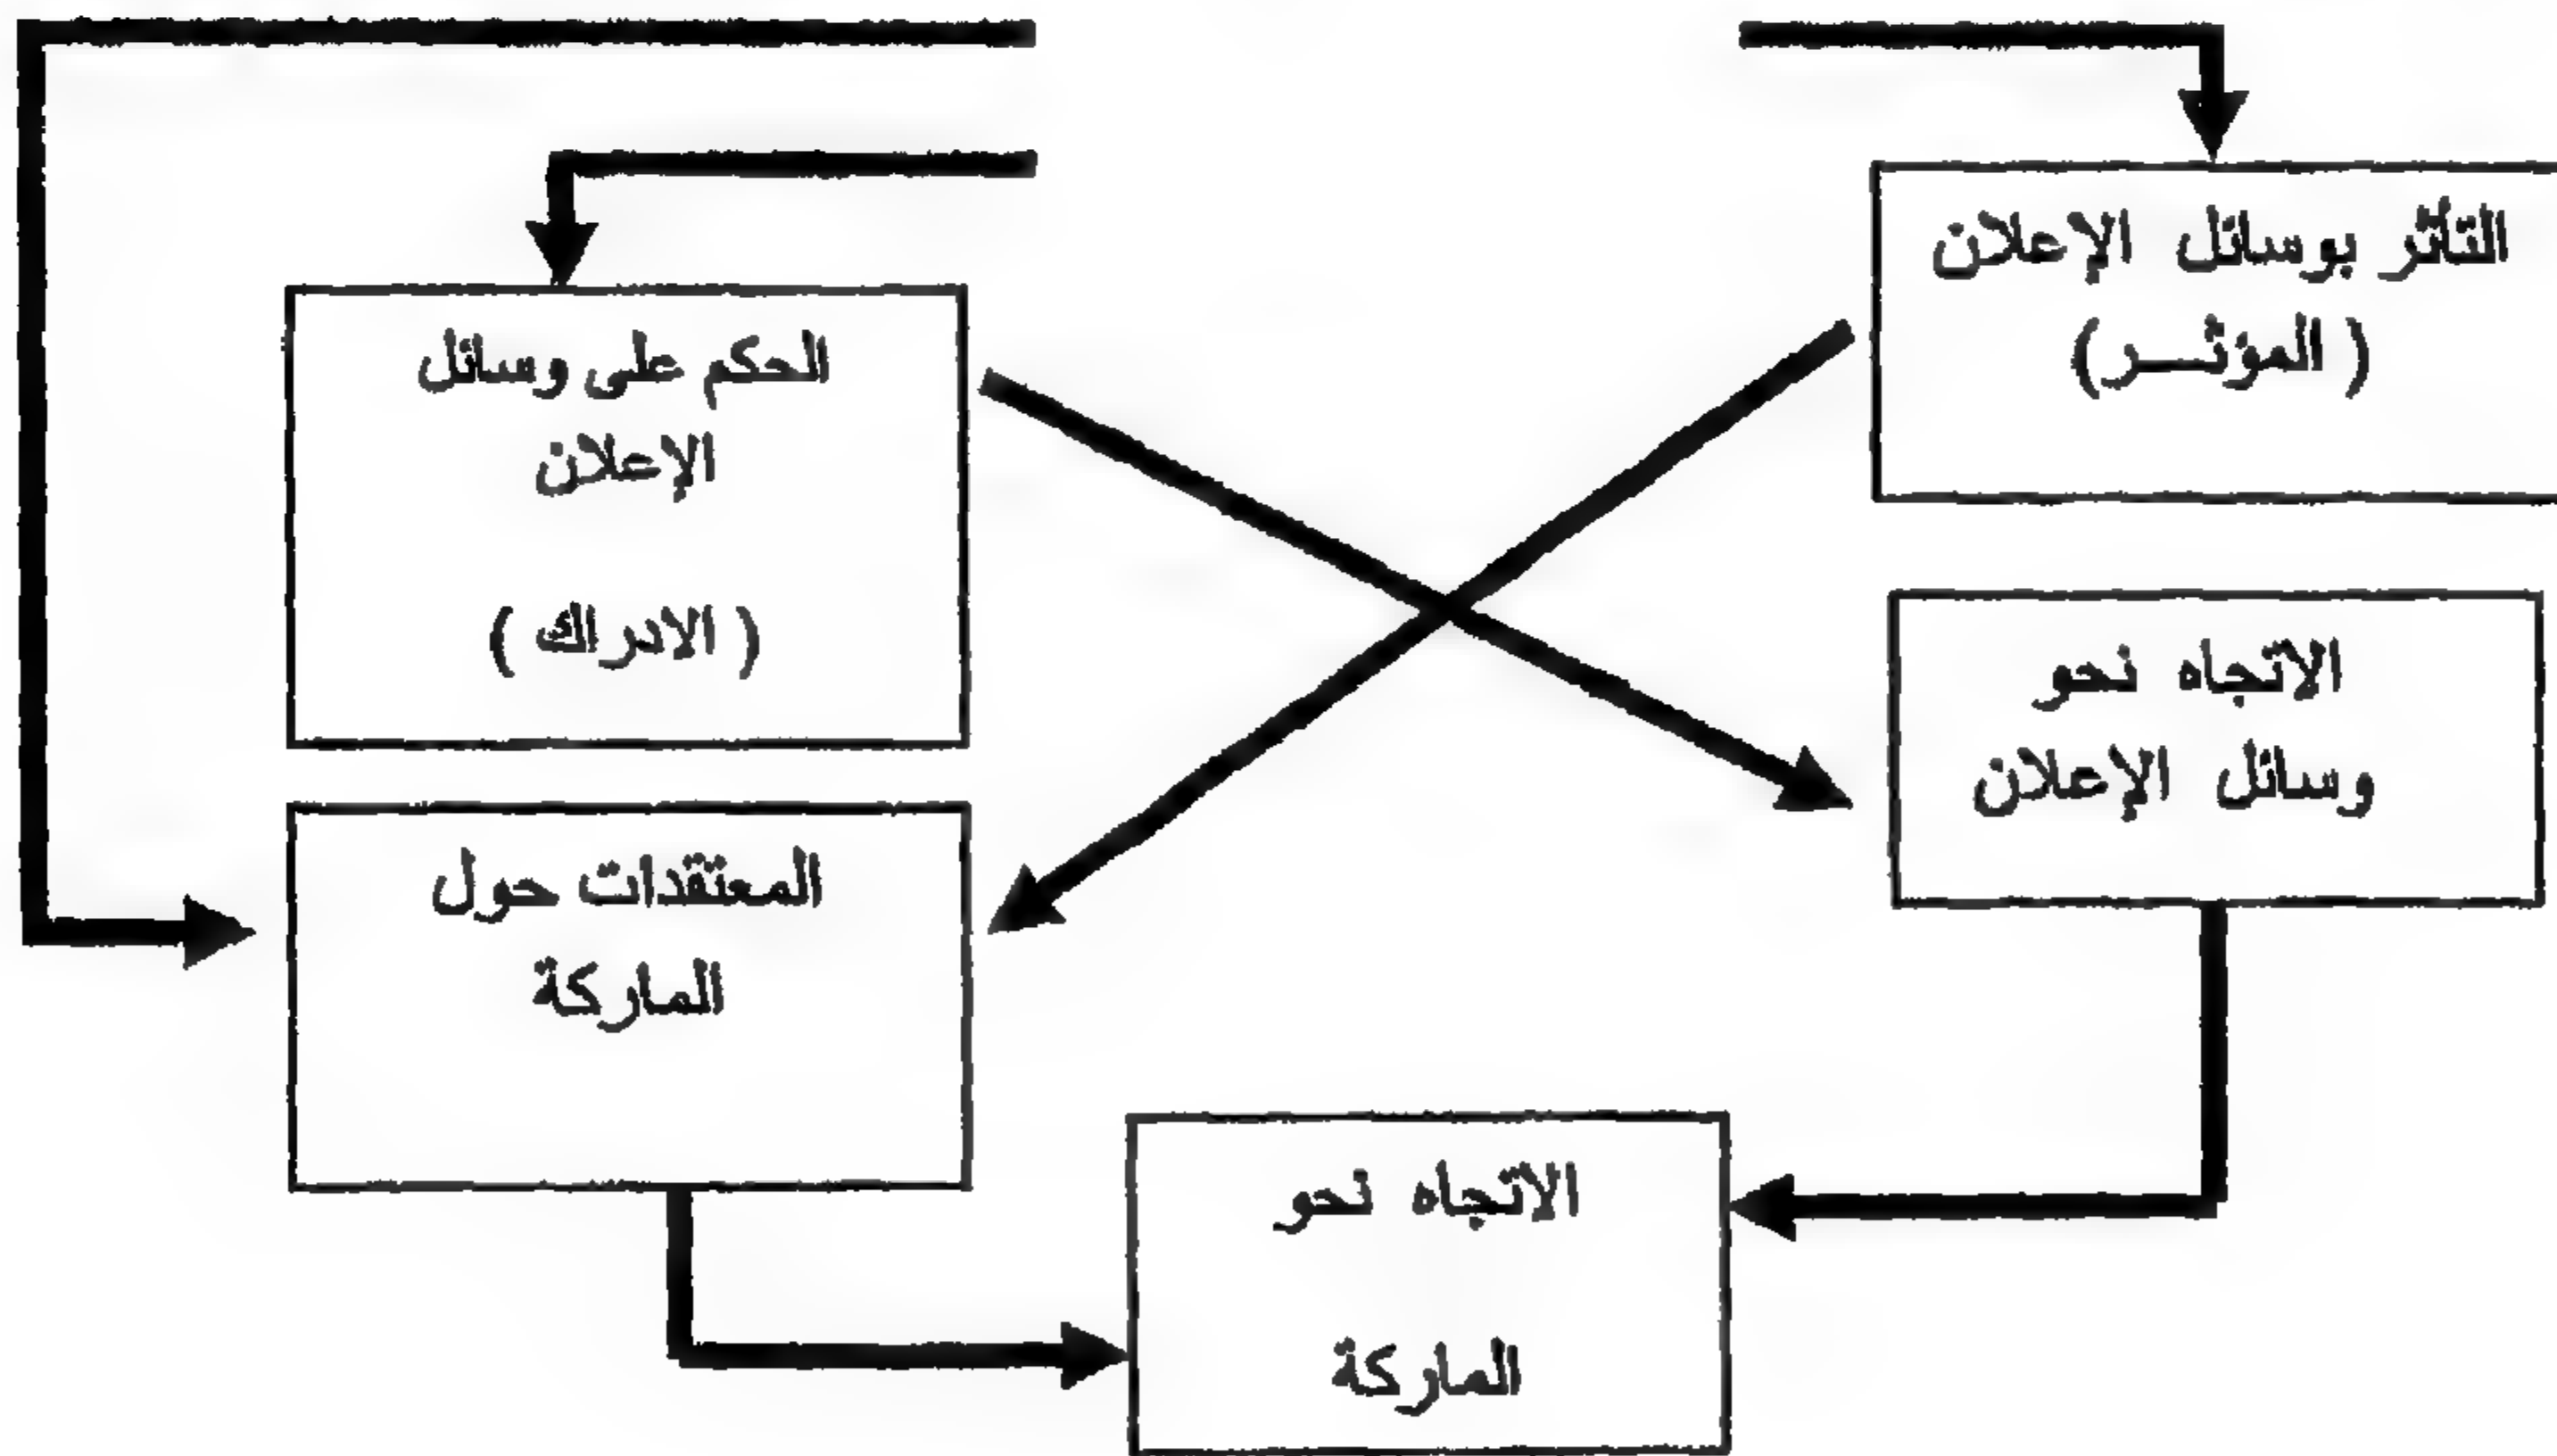 التأثر بوسائل الإعلان
( المؤثـــر)
الحكم على وسائل
الإعلان
( الادراك )
الاتجاه نحو
وسائل الإعلان
المعتقدات حول
الماركة
الاتجاه نحو
الماركة